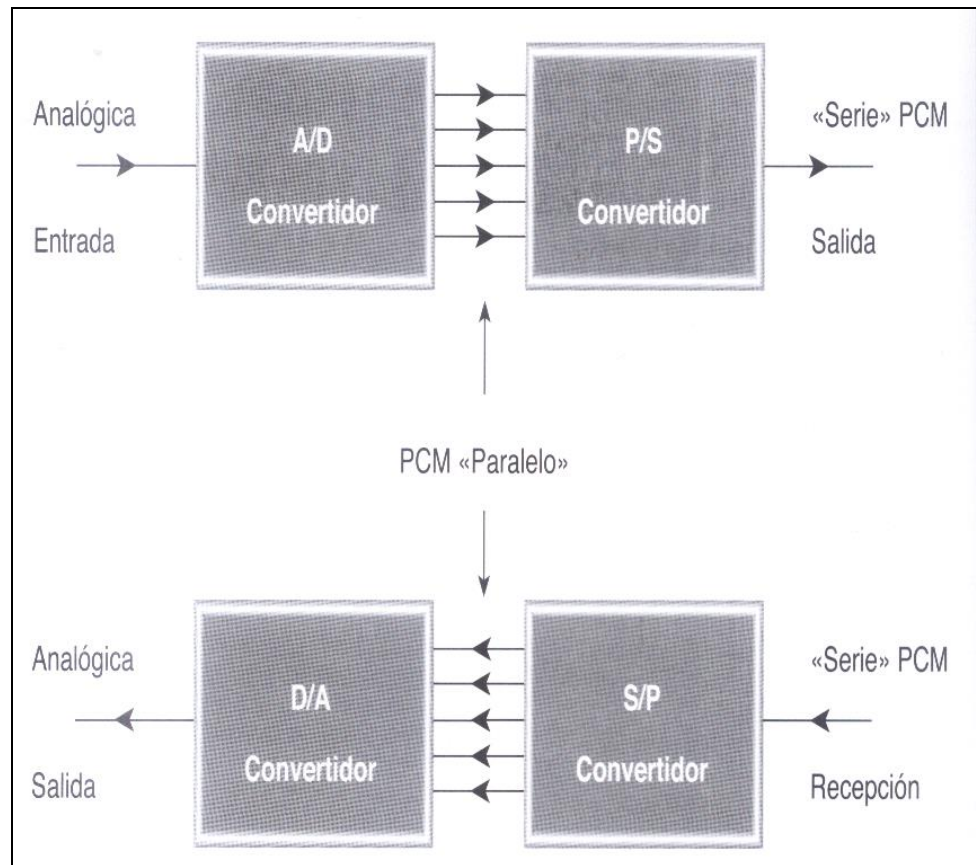 Analógica
Entrada
A/D
Convertidor
P/S
Convertidor
«Serie» PCM
Salida
PCM «Paralelo»
Analógica
Salida
D/A
Convertidor
S/P
Convertidor
«Serie» PCM
Recepción